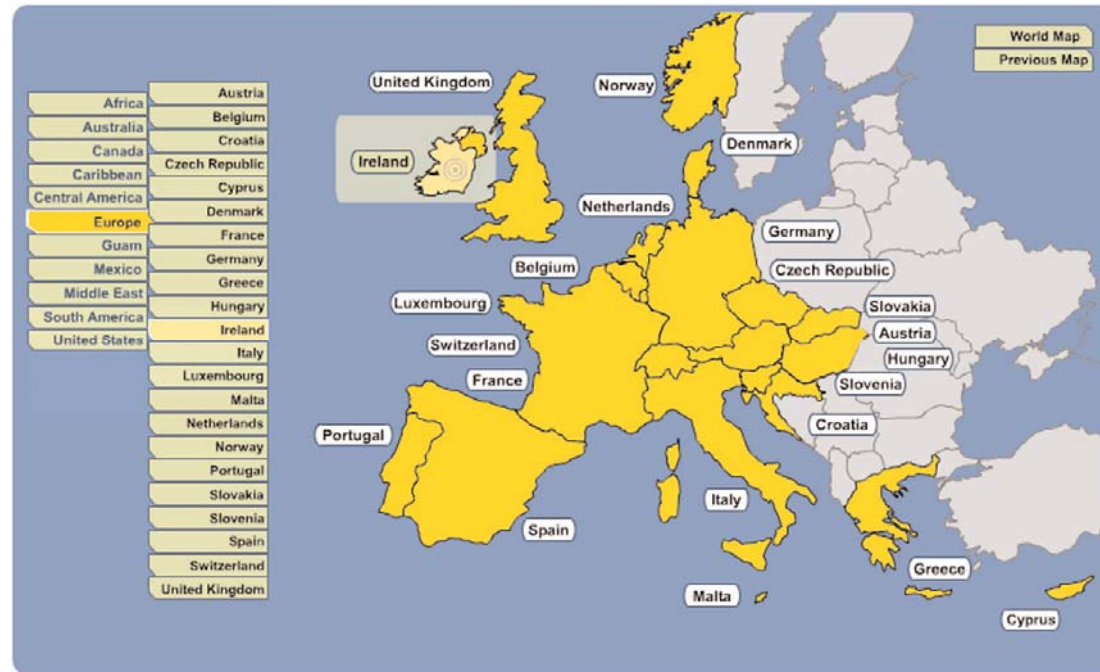 World Map
Previous Map
Africa
Australia
Canada
Caribbean
Central America
Europe
Guam
Mexico
Middle East
South America
United States
Austria
Belgium
Croatia
Czech Republic
Cyprus
Denmark
France
Germany
Greece
Hungary
Ireland
Italy
Luxembourg
Malta
Netherlands
Norway
Portugal
Slovakia
Slovenia
Spain
Switzerland
United Kingdom
United Kingdom
Norway
Denmark
Ireland
Netherlands
Germany
Belgium
Czech Republic
Luxembourg
Slovakia
Austria
Switzerland
Hungary
France
Slovenia
Croatia
Portugal
Italy
Spain
Greece
Malta
Cyprus